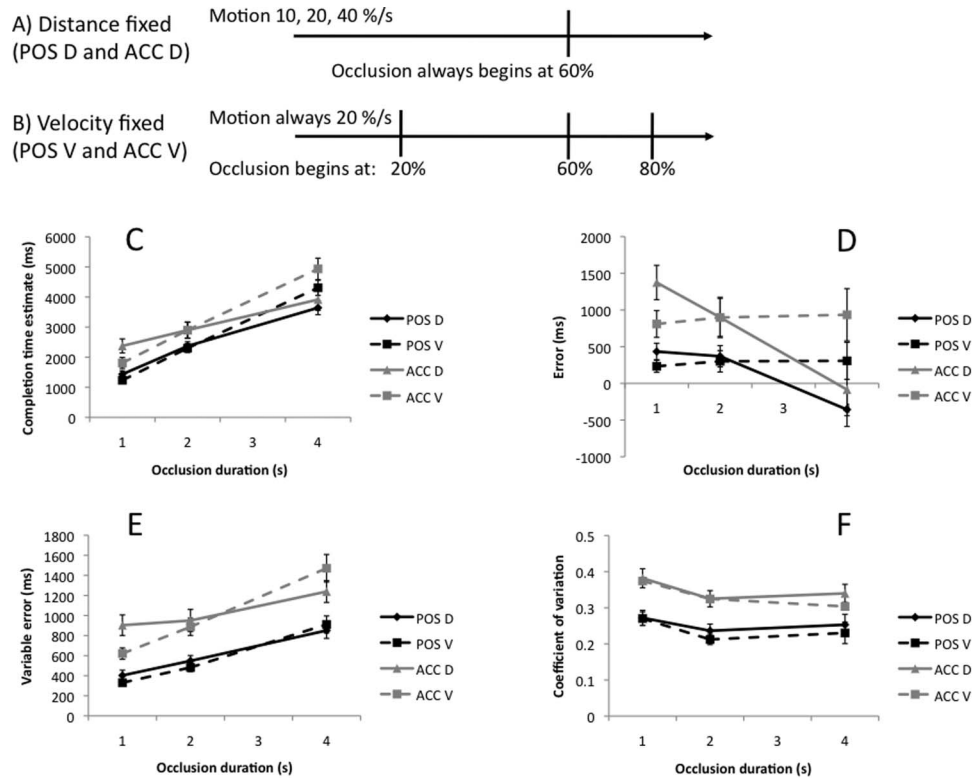 A) Distance fixed
(POS D and ACC D)
Motion 10, 20, 40 %/s
Occlusion always begins at 60%
B) Velocity fixed
(POS V and ACC V)
Motion always 20 %/s
Occlusion begins at: 20% 60% 80%
C
Completion time estimate (ms)
6000
5000
4000
3000
2000
1000
0
1 2 3 4
Occlusion duration (s)
POS D
POS V
ACC D
ACC V
D
Error (ms)
2000
1500
1000
500
0
-500
-1000
1 2 3 4
Occlusion duration (s)
POS D
POS V
ACC D
ACC V
E
Variable error (ms)
1800
1600
1400
1200
1000
800
600
400
200
0
1 2 3 4
Occlusion duration (s)
POS D
POS V
ACC D
ACC V
F
Coefficient of variation
0.5
0.4
0.3
0.2
0.1
0
1 2 3 4
Occlusion duration (s)
POS D
POS V
ACC D
ACC V